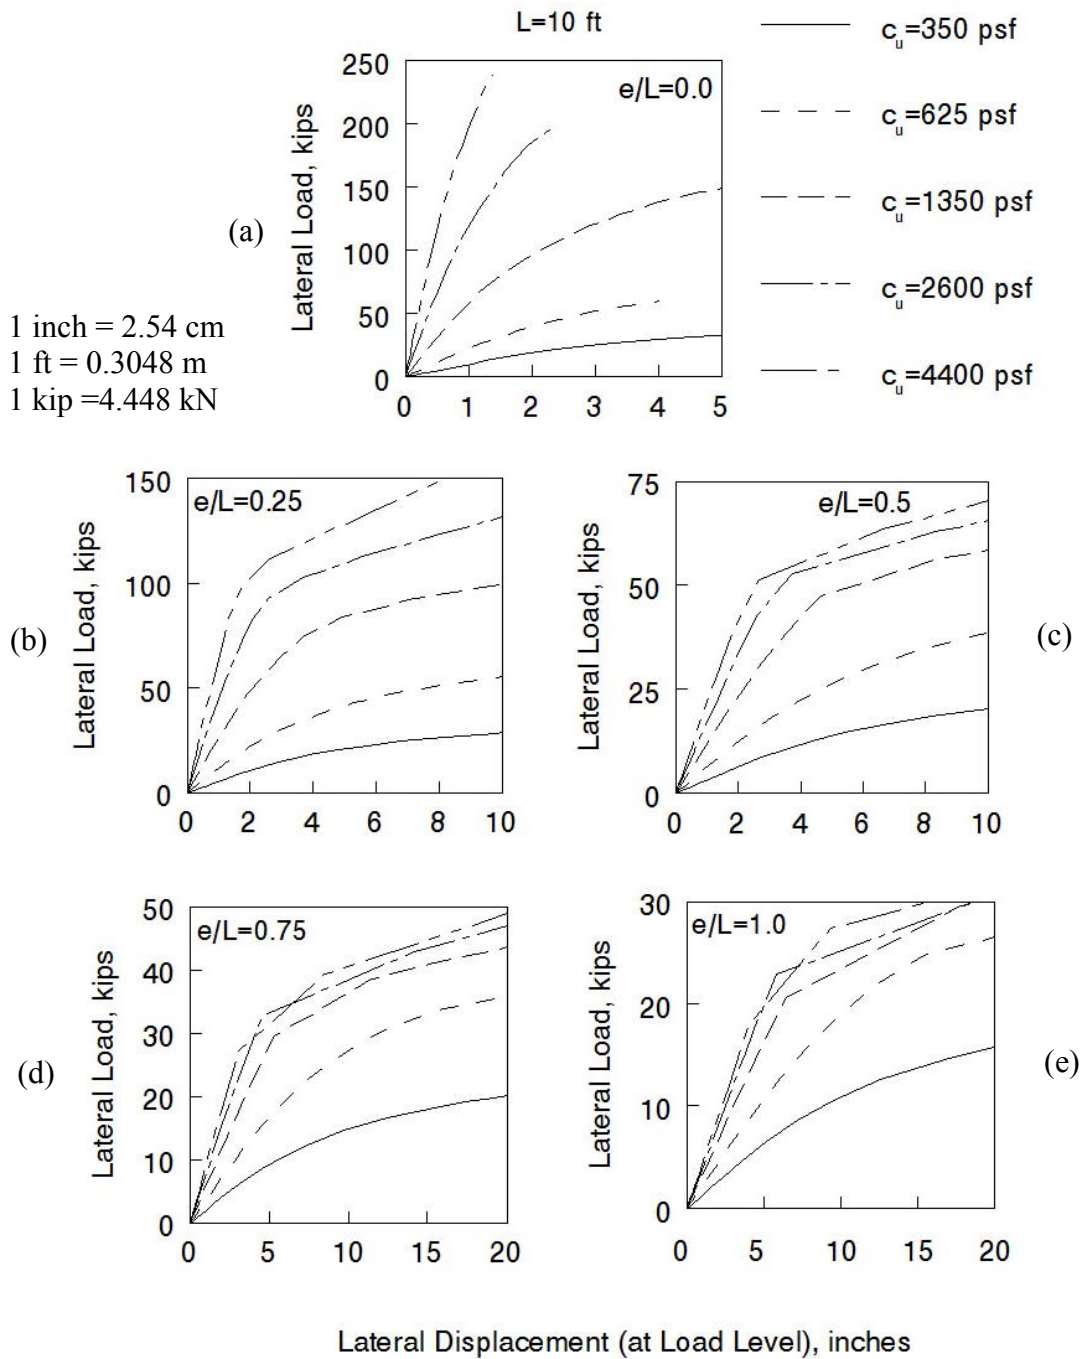 L=10 ft
c_u=350 psf
c_u=625 psf
c_u=1350 psf
c_u=2600 psf
c_u=4400 psf
(a)
Lateral Load, kips
e/L=0.0
250
200
150
100
50
0
0 1 2 3 4 5
1 inch = 2.54 cm
1 ft = 0.3048 m
1 kip =4.448 kN
(b)
Lateral Load, kips
e/L=0.25
150
100
50
0
0 2 4 6 8 10
(c)
Lateral Load, kips
e/L=0.5
75
50
25
0
0 2 4 6 8 10
(d)
Lateral Load, kips
e/L=0.75
50
40
30
20
10
0
0 5 10 15 20
(e)
Lateral Load, kips
e/L=1.0
30
20
10
0
0 5 10 15 20
Lateral Displacement (at Load Level), inches